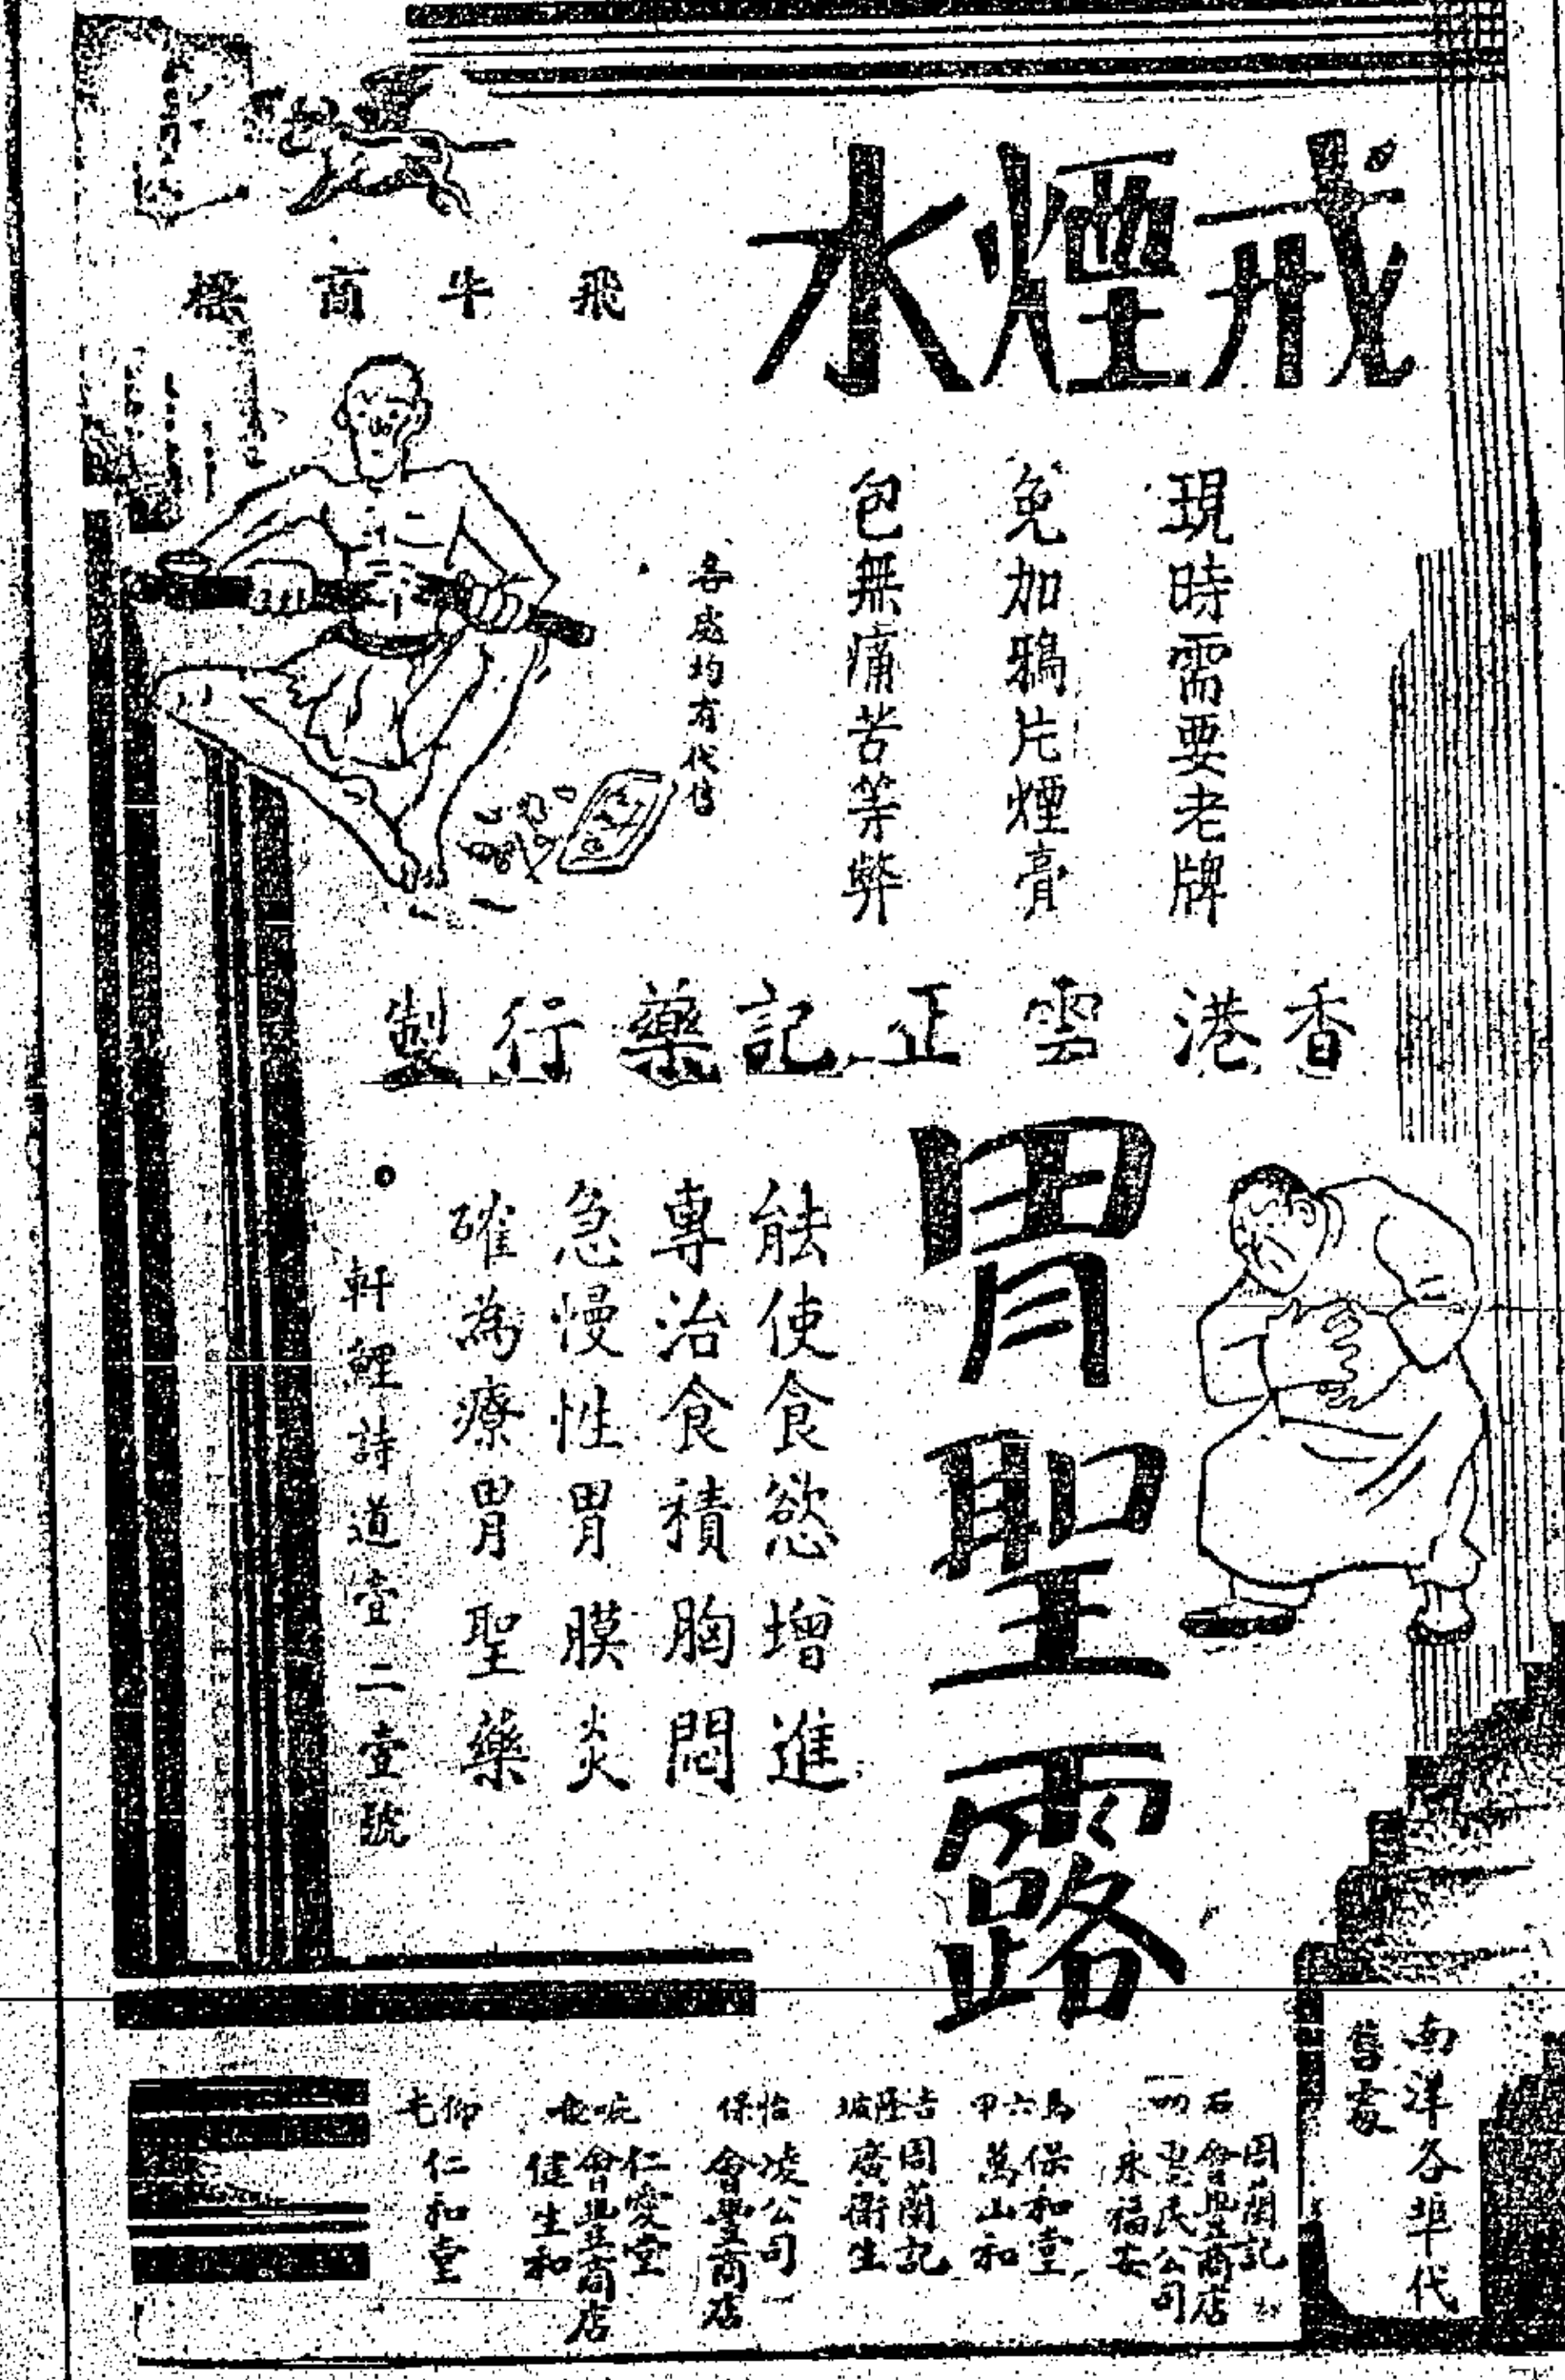 戒煙水
飛牛商標
現時需要老牌
免加鴉片煙膏
包無痛苦等弊
各處均有代售
香港雲正記藥行製
胃聖露
能使食慾增進
專治食積胸悶
急慢性胃膜炎
確為療胃聖藥
軒鯉詩道壹二壹號
南洋各埠代
售處
石叻
周蘭記
會豐商店
惠民公司
永福安
馬六甲
保和堂
萬山和
吉隆坡
周蘭記
廣衛生
怡保
凌公司
會豐商店
庇能
仁愛堂
會豐商店
健生和
仰光
仁和堂